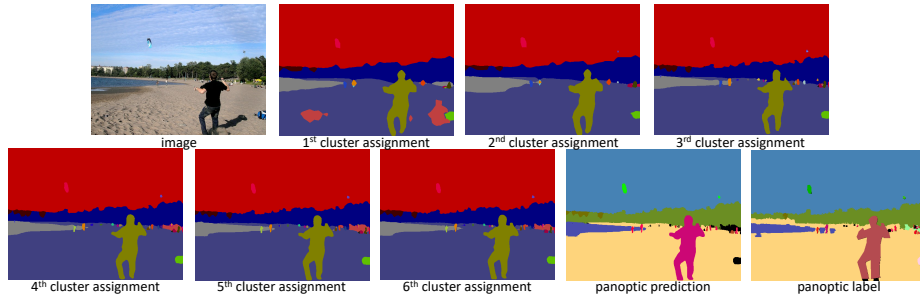 image
1st cluster assignment
2nd cluster assignment
3rd cluster assignment
4th cluster assignment
5th cluster assignment
6th cluster assignment
panoptic prediction
panoptic label